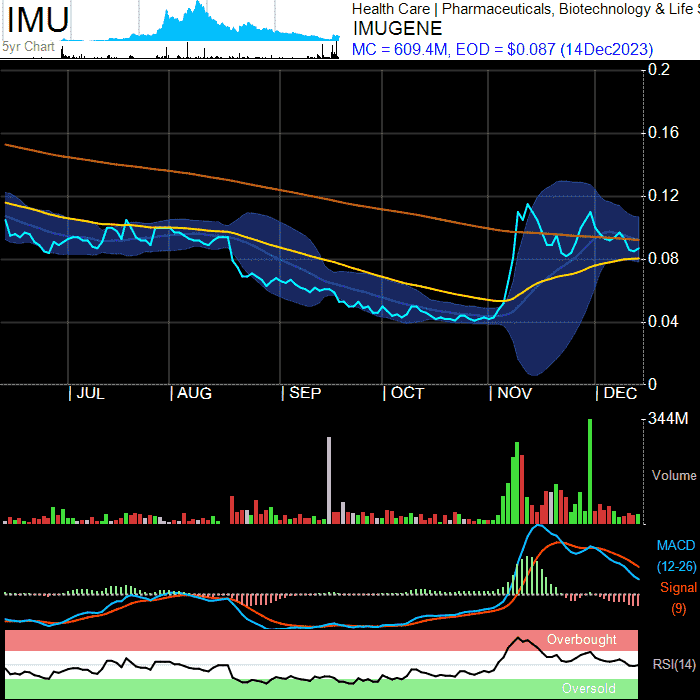 IMU
5yr Chart
Health Care | Pharmaceuticals, Biotechnology & Life S
IMUGENE
MC = 609.4M, EOD = $0.087 (14Dec2023)
0.2
0.16
0.12
0.08
0.04
0
JUL AUG SEP OCT NOV DEC
344M
Volume
MACD
(12-26)
Signal
(9)
Overbought
RSI(14)
Oversold